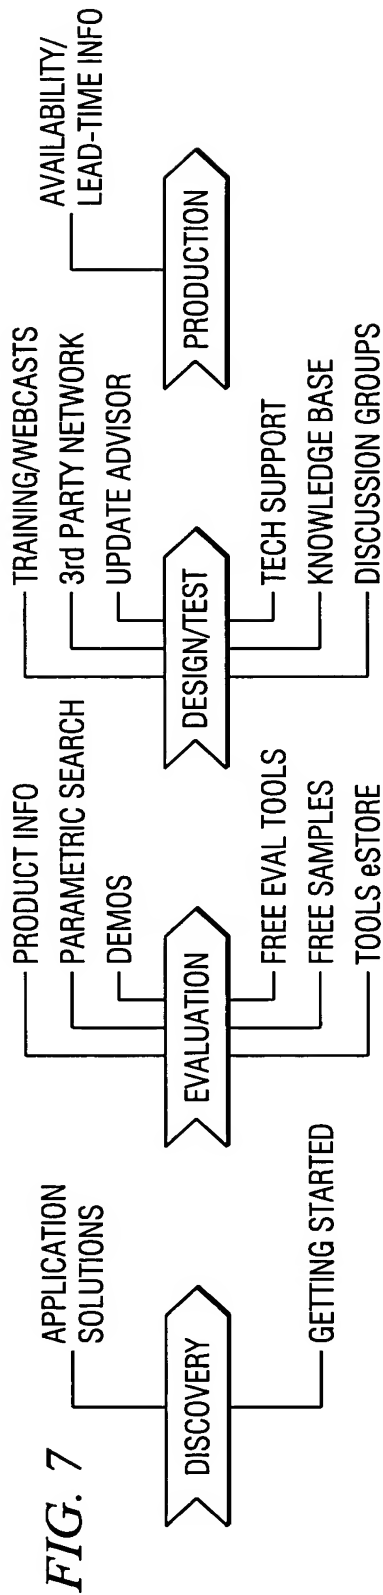 FIG. 7
APPLICATION
SOLUTIONS
DISCOVERY
GETTING STARTED
PRODUCT INFO
PARAMETRIC SEARCH
DEMOS
EVALUATION
FREE EVAL TOOLS
FREE SAMPLES
TOOLS eSTORE
TRAINING/WEBCASTS
3rd PARTY NETWORK
UPDATE ADVISOR
DESIGN/TEST
TECH SUPPORT
KNOWLEDGE BASE
DISCUSSION GROUPS
AVAILABILITY/
LEAD-TIME INFO
PRODUCTION